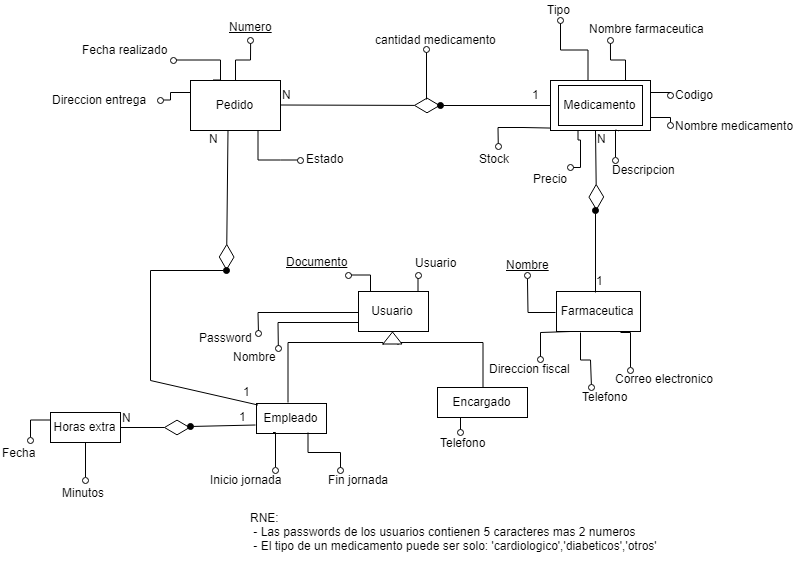 Tipo
Numero
Nombre farmaceutica
cantidad medicamento
Fecha realizado
Direccion entrega
Pedido
N
1
Medicamento
Codigo
Nombre medicamento
N
N
Estado
Stock
Precio
Descripcion
Documento
Usuario
Nombre
1
Usuario
Farmaceutica
Password
Nombre
Direccion fiscal
Correo electronico
Telefono
1
Encargado
N
1
Horas extra
Empleado
Telefono
Fecha
Minutos
Inicio jornada
Fin jornada
RNE:
- Las passwords de los usuarios contienen 5 caracteres mas 2 numeros
- El tipo de un medicamento puede ser solo: 'cardiologico','diabeticos','otros'